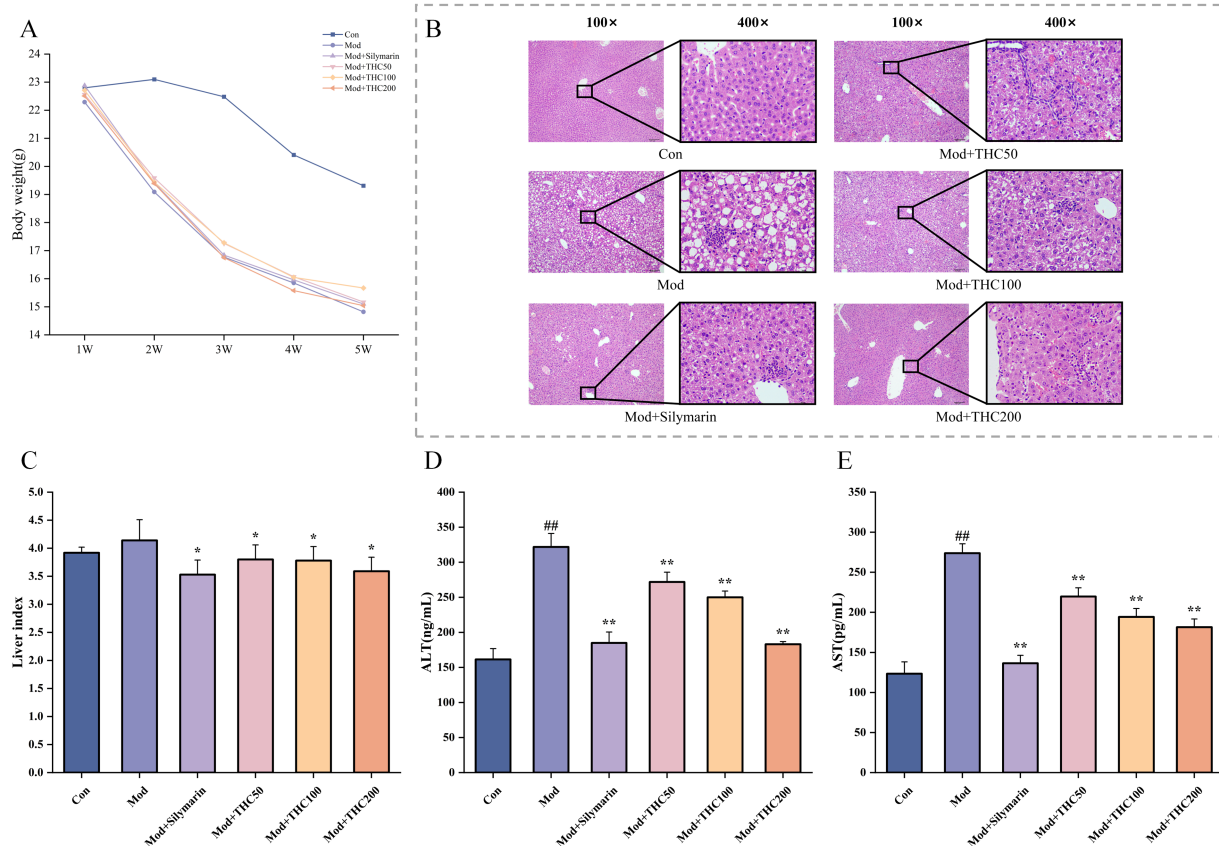 A
Con
Mod
Mod+Silymarin
Mod+THC50
Mod+THC100
Mod+THC200
Body weight(g)
24
23
22
21
20
19
18
17
16
15
14
1W
2W
3W
4W
5W
B
100× 400× 100× 400×
Con
Mod+THC50
Mod
Mod+THC100
Mod+Silymarin
Mod+THC200
C
Liver index
5.0
4.5
4.0
3.5
3.0
2.5
2.0
1.5
1.0
0.5
0.0
*
*
*
*
Con
Mod
Mod+Silymarin
Mod+THC50
Mod+THC100
Mod+THC200
D
ALT(ng/mL)
400
350
300
250
200
150
100
50
0
##
**
**
**
**
Con
Mod
Mod+Silymarin
Mod+THC50
Mod+THC100
Mod+THC200
E
AST(pg/mL)
350
300
250
200
150
100
50
0
##
**
**
**
**
Con
Mod
Mod+Silymarin
Mod+THC50
Mod+THC100
Mod+THC200